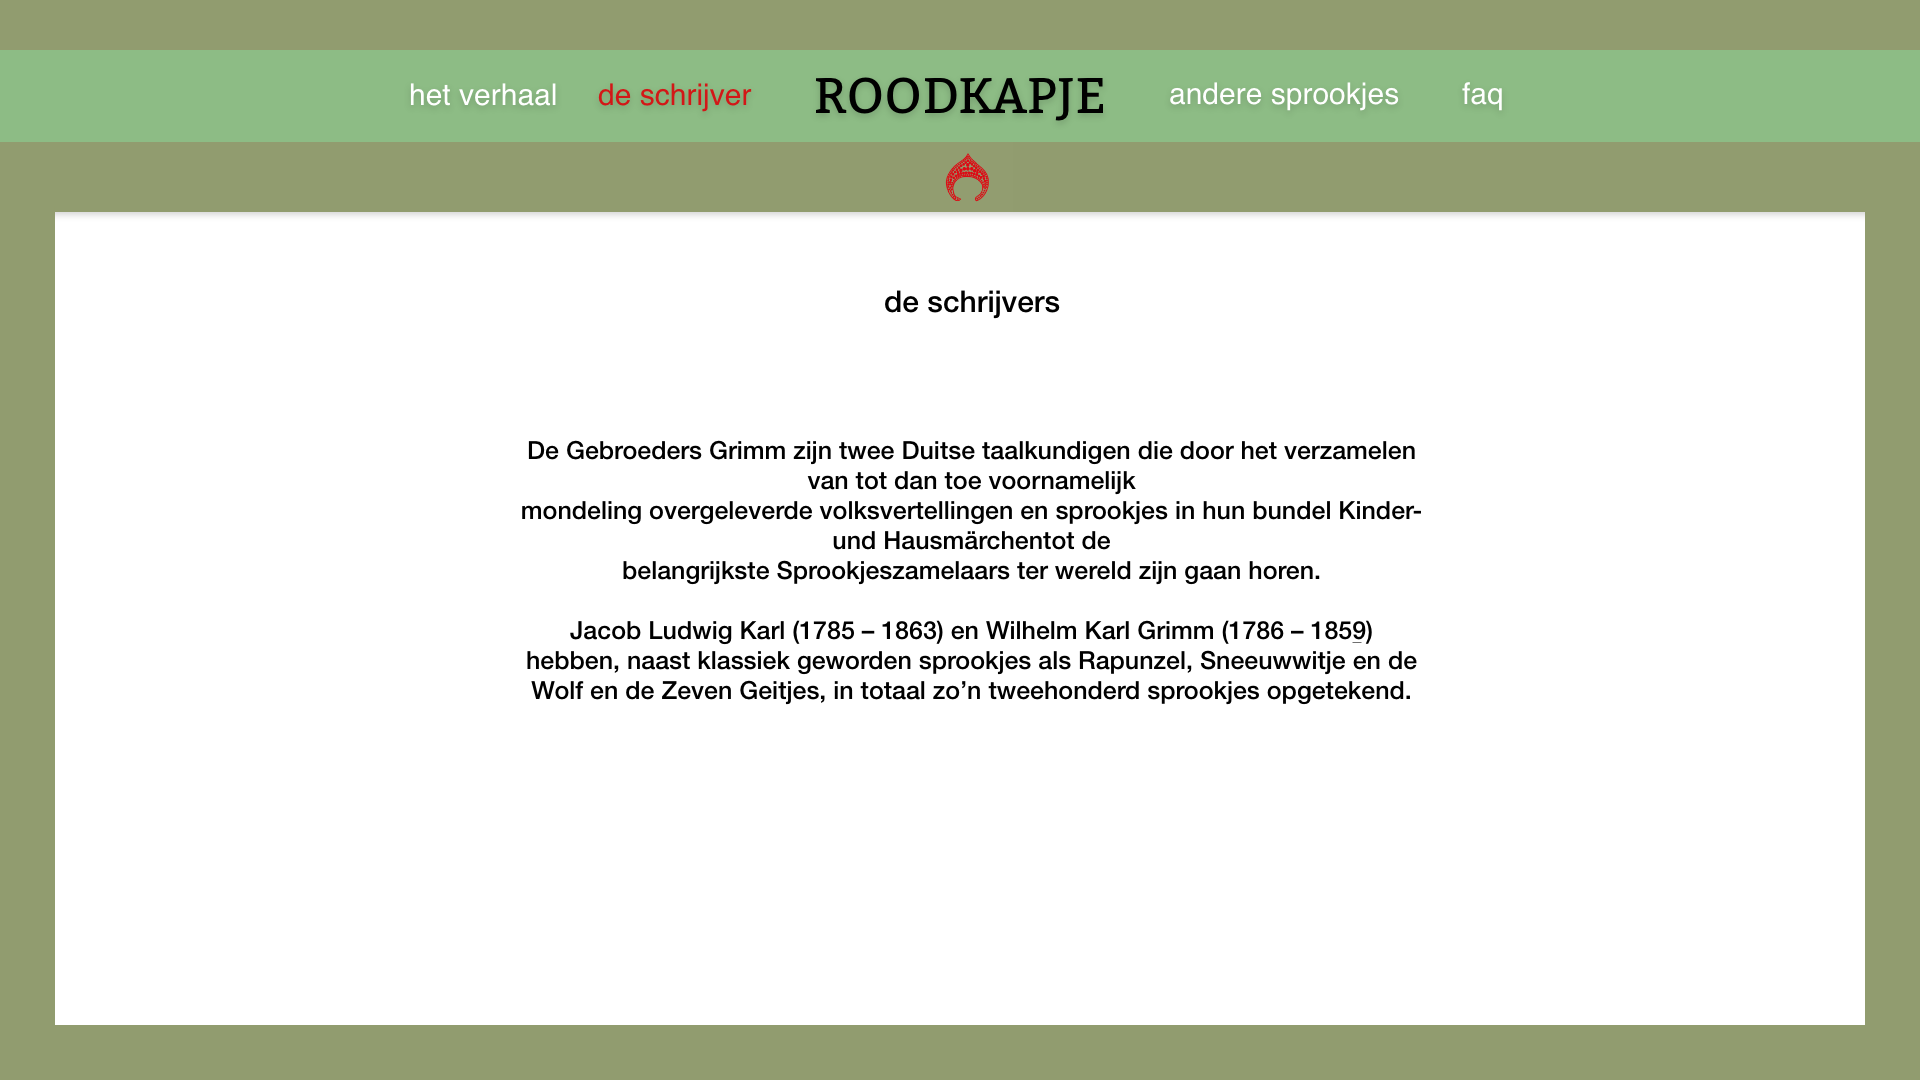 het verhaal de schrijver ROODKAPJE andere sprookjes faq
de schrijvers
De Gebroeders Grimm zijn twee Duitse taalkundigen die door het verzamelen
van tot dan toe voornamelijk
mondeling overgeleverde volksvertellingen en sprookjes in hun bundel Kinder-
und Hausmärchentot de
belangrijkste Sprookjeszamelaars ter wereld zijn gaan horen.
Jacob Ludwig Karl (1785 – 1863) en Wilhelm Karl Grimm (1786 – 1859)
hebben, naast klassiek geworden sprookjes als Rapunzel, Sneeuwwitje en de
Wolf en de Zeven Geitjes, in totaal zo’n tweehonderd sprookjes opgetekend.